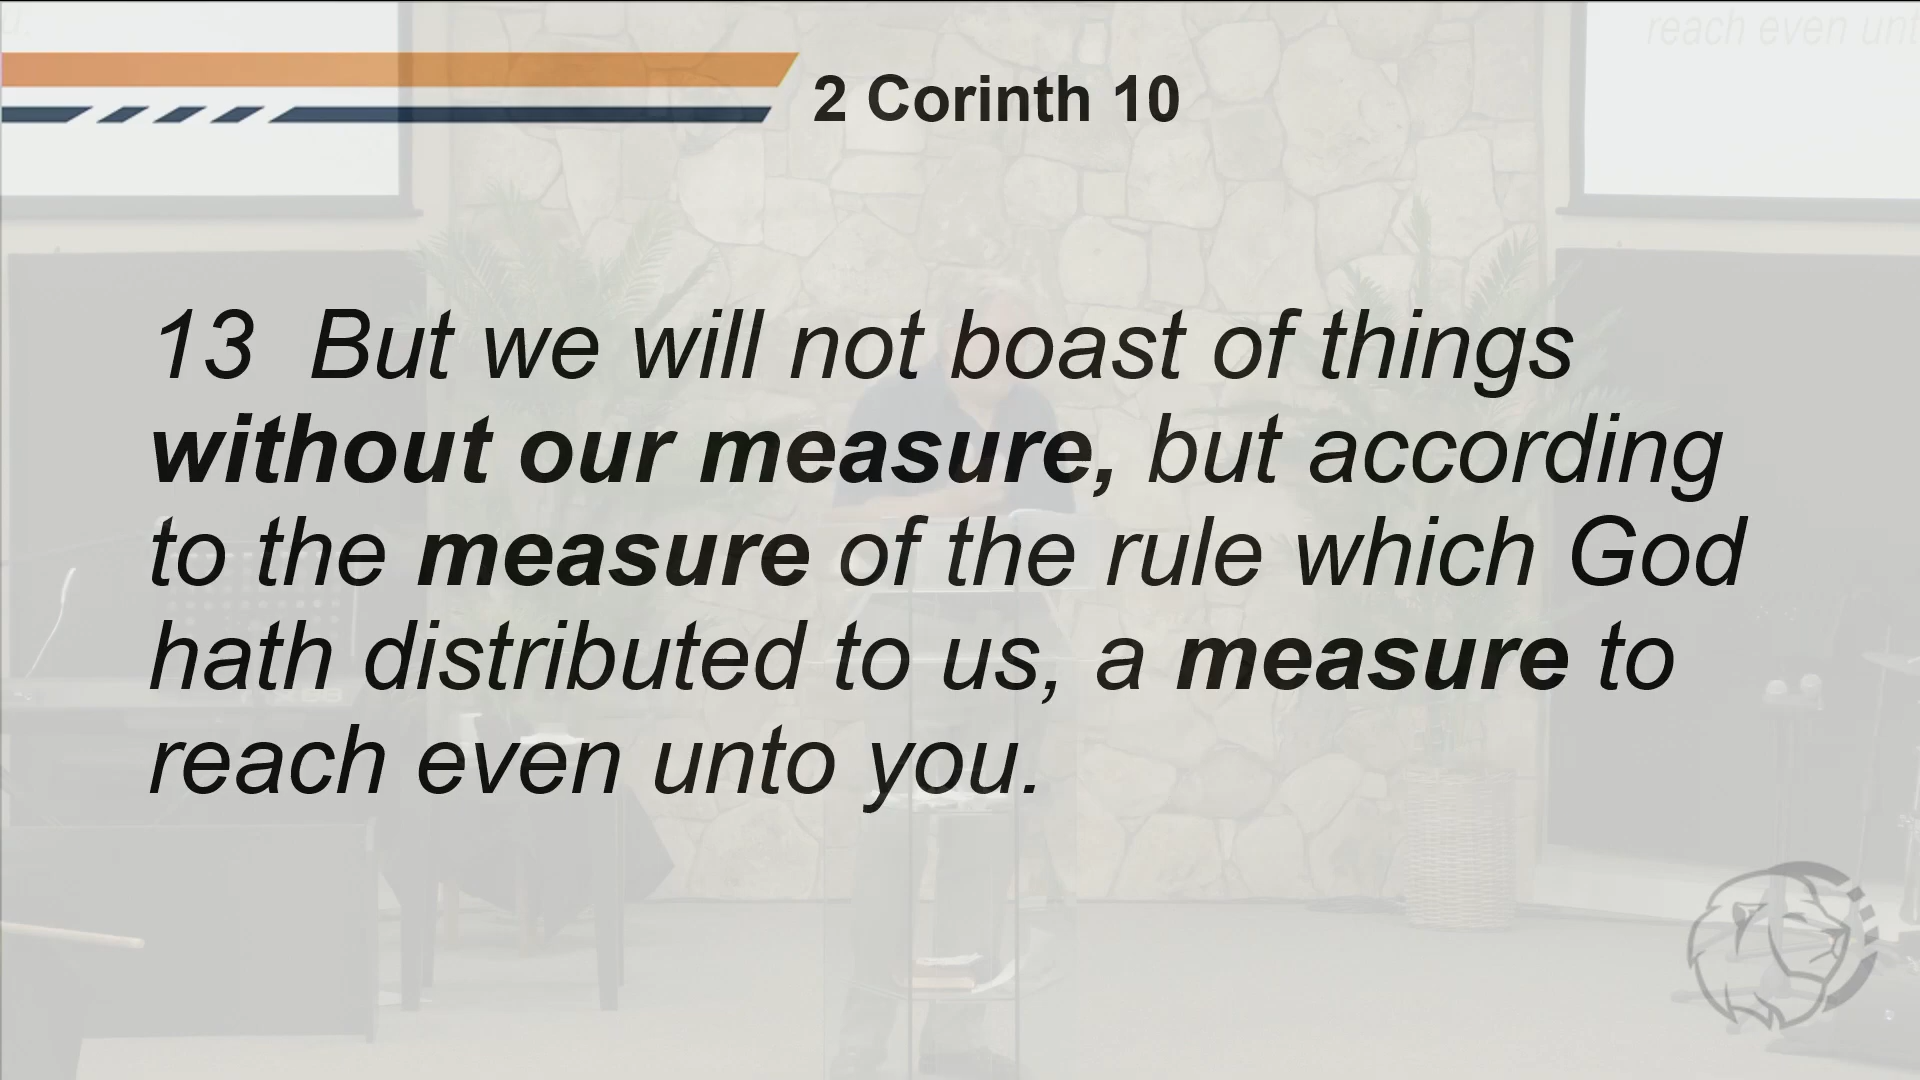 reach even unt
2 Corinth 10
13 But we will not boast of things
without our measure, but according
to the measure of the rule which God
hath distributed to us, a measure to
reach even unto you.